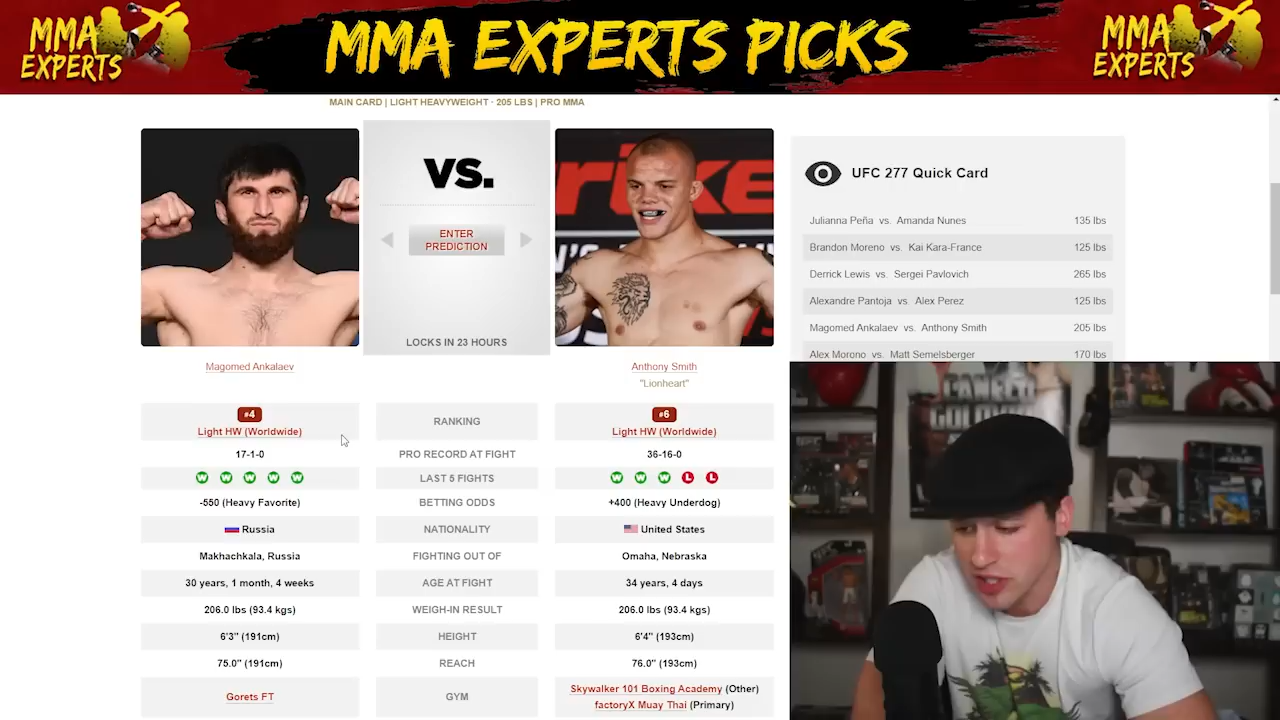 MMA
EXPERTS
MMA EXPERTS PICKS
MMA
EXPERTS
MAIN CARD | LIGHT HEAVYWEIGHT · 205 LBS | PRO MMA
VS.
ENTER
PREDICTION
LOCKS IN 23 HOURS
Magomed Ankalaev
Anthony Smith
"Lionheart"
#4
Light HW (Worldwide)
RANKING
#6
Light HW (Worldwide)
17-1-0
PRO RECORD AT FIGHT
36-16-0
W W W W W
LAST 5 FIGHTS
W W W L L
-550 (Heavy Favorite)
BETTING ODDS
+400 (Heavy Underdog)
Russia
NATIONALITY
United States
Makhachkala, Russia
FIGHTING OUT OF
Omaha, Nebraska
30 years, 1 month, 4 weeks
AGE AT FIGHT
34 years, 4 days
206.0 lbs (93.4 kgs)
WEIGH-IN RESULT
206.0 lbs (93.4 kgs)
6'3" (191cm)
HEIGHT
6'4" (193cm)
75.0" (191cm)
REACH
76.0" (193cm)
Gorets FT
GYM
Skywalker 101 Boxing Academy (Other)
factoryX Muay Thai (Primary)
UFC 277 Quick Card
Julianna Peña vs. Amanda Nunes 135 lbs
Brandon Moreno vs. Kai Kara-France 125 lbs
Derrick Lewis vs. Sergei Pavlovich 265 lbs
Alexandre Pantoja vs. Alex Perez 125 lbs
Magomed Ankalaev vs. Anthony Smith 205 lbs
Alex Morono vs. Matt Semelsberger 170 lbs
CANELO